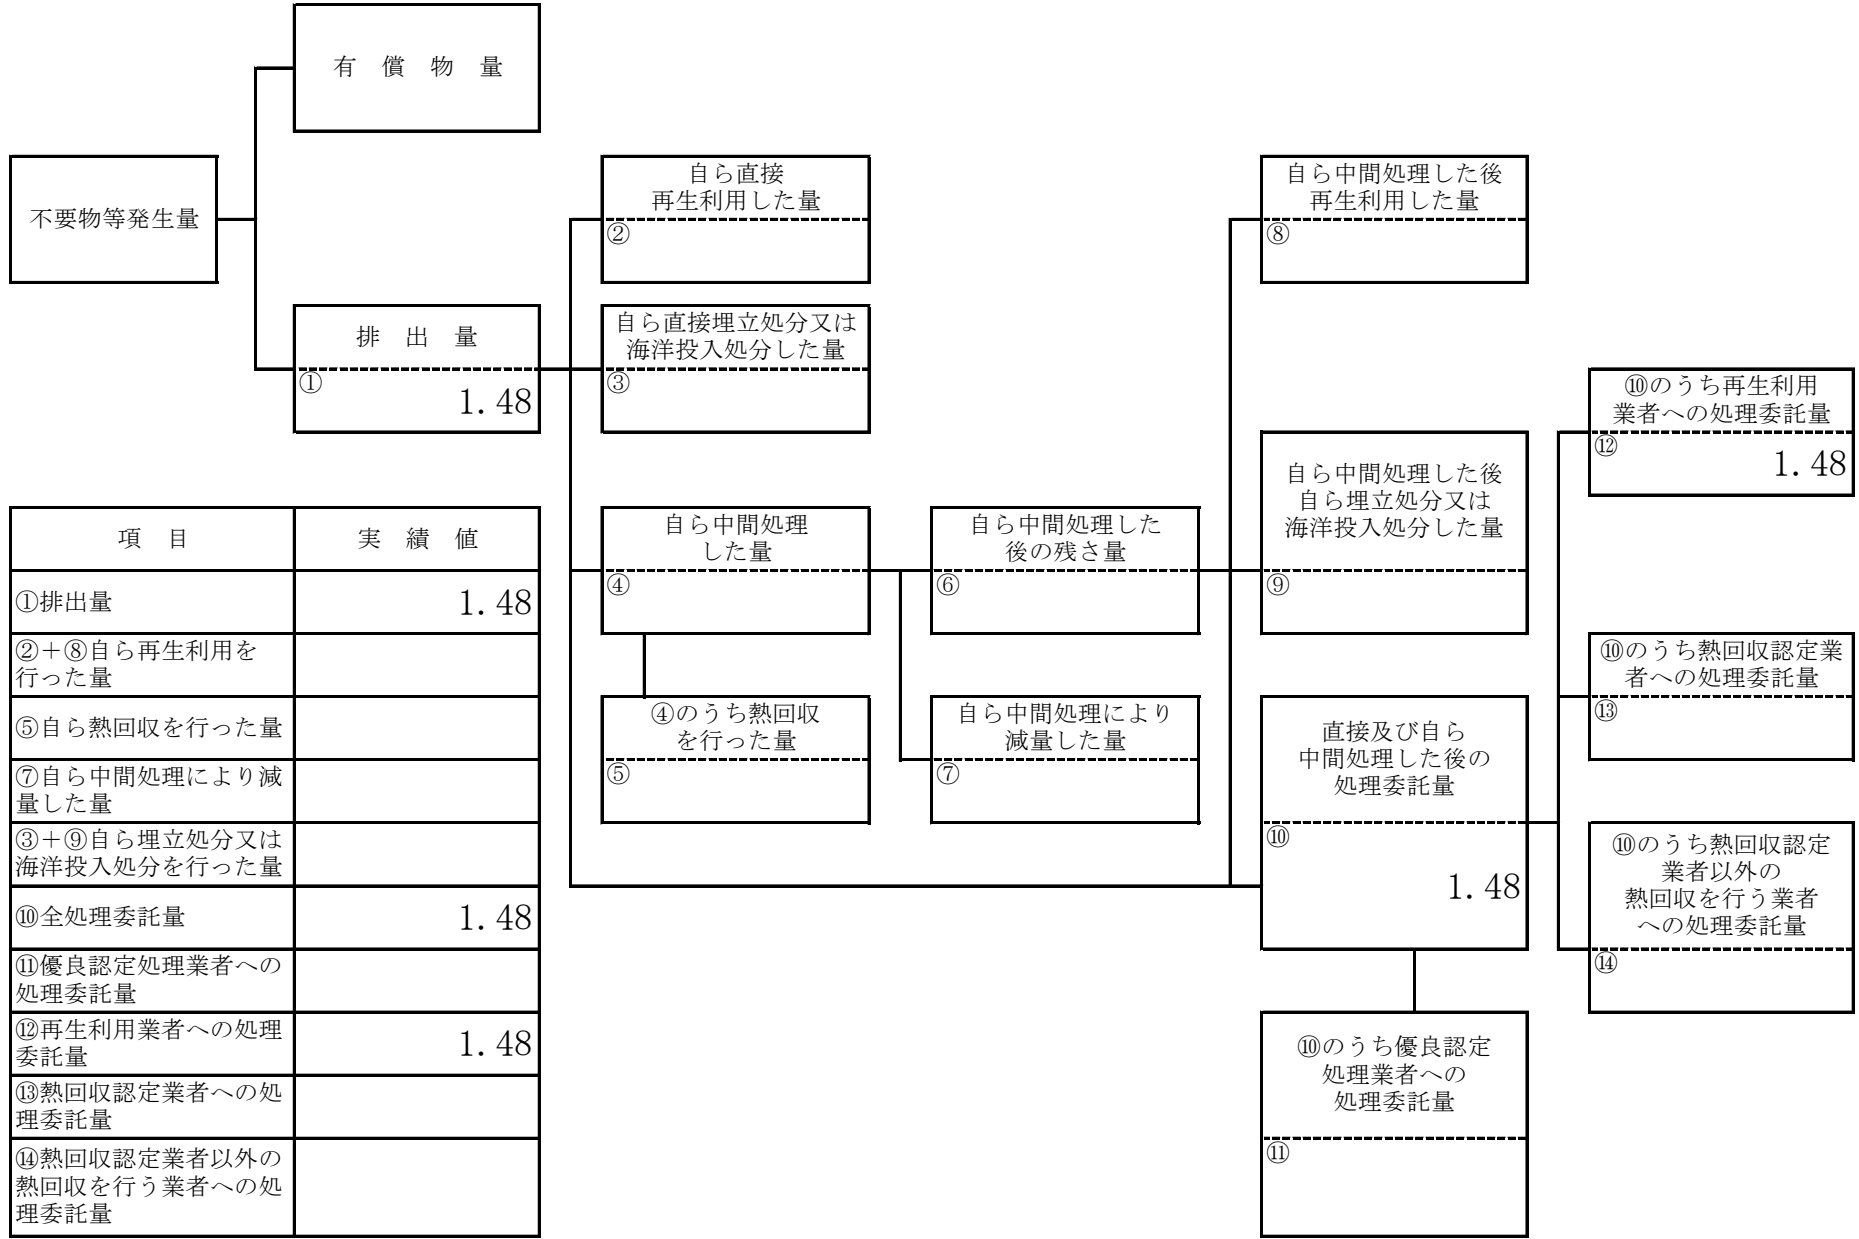 有 償 物 量
不要物等発生量
排 出 量
①
1.48
自ら直接
再生利用した量
②
自ら直接埋立処分又は
海洋投入処分した量
③
自ら中間処理
した量
④
④のうち熱回収
を行った量
⑤
自ら中間処理した
後の残さ量
⑥
自ら中間処理により
減量した量
⑦
自ら中間処理した後
再生利用した量
⑧
自ら中間処理した後
自ら埋立処分又は
海洋投入処分した量
⑨
直接及び自ら
中間処理した後の
処理委託量
⑩
1.48
⑩のうち優良認定
処理業者への
処理委託量
⑪
⑩のうち再生利用
業者への処理委託量
⑫
1.48
⑩のうち熱回収認定業
者への処理委託量
⑬
⑩のうち熱回収認定
業者以外の
熱回収を行う業者
への処理委託量
⑭
項 目 実 績 値
①排出量 1.48
②＋⑧自ら再生利用を
行った量
⑤自ら熱回収を行った量
⑦自ら中間処理により減
量した量
③＋⑨自ら埋立処分又は
海洋投入処分を行った量
⑩全処理委託量 1.48
⑪優良認定処理業者への
処理委託量
⑫再生利用業者への処理
委託量 1.48
⑬熱回収認定業者への処
理委託量
⑭熱回収認定業者以外の
熱回収を行う業者への処
理委託量